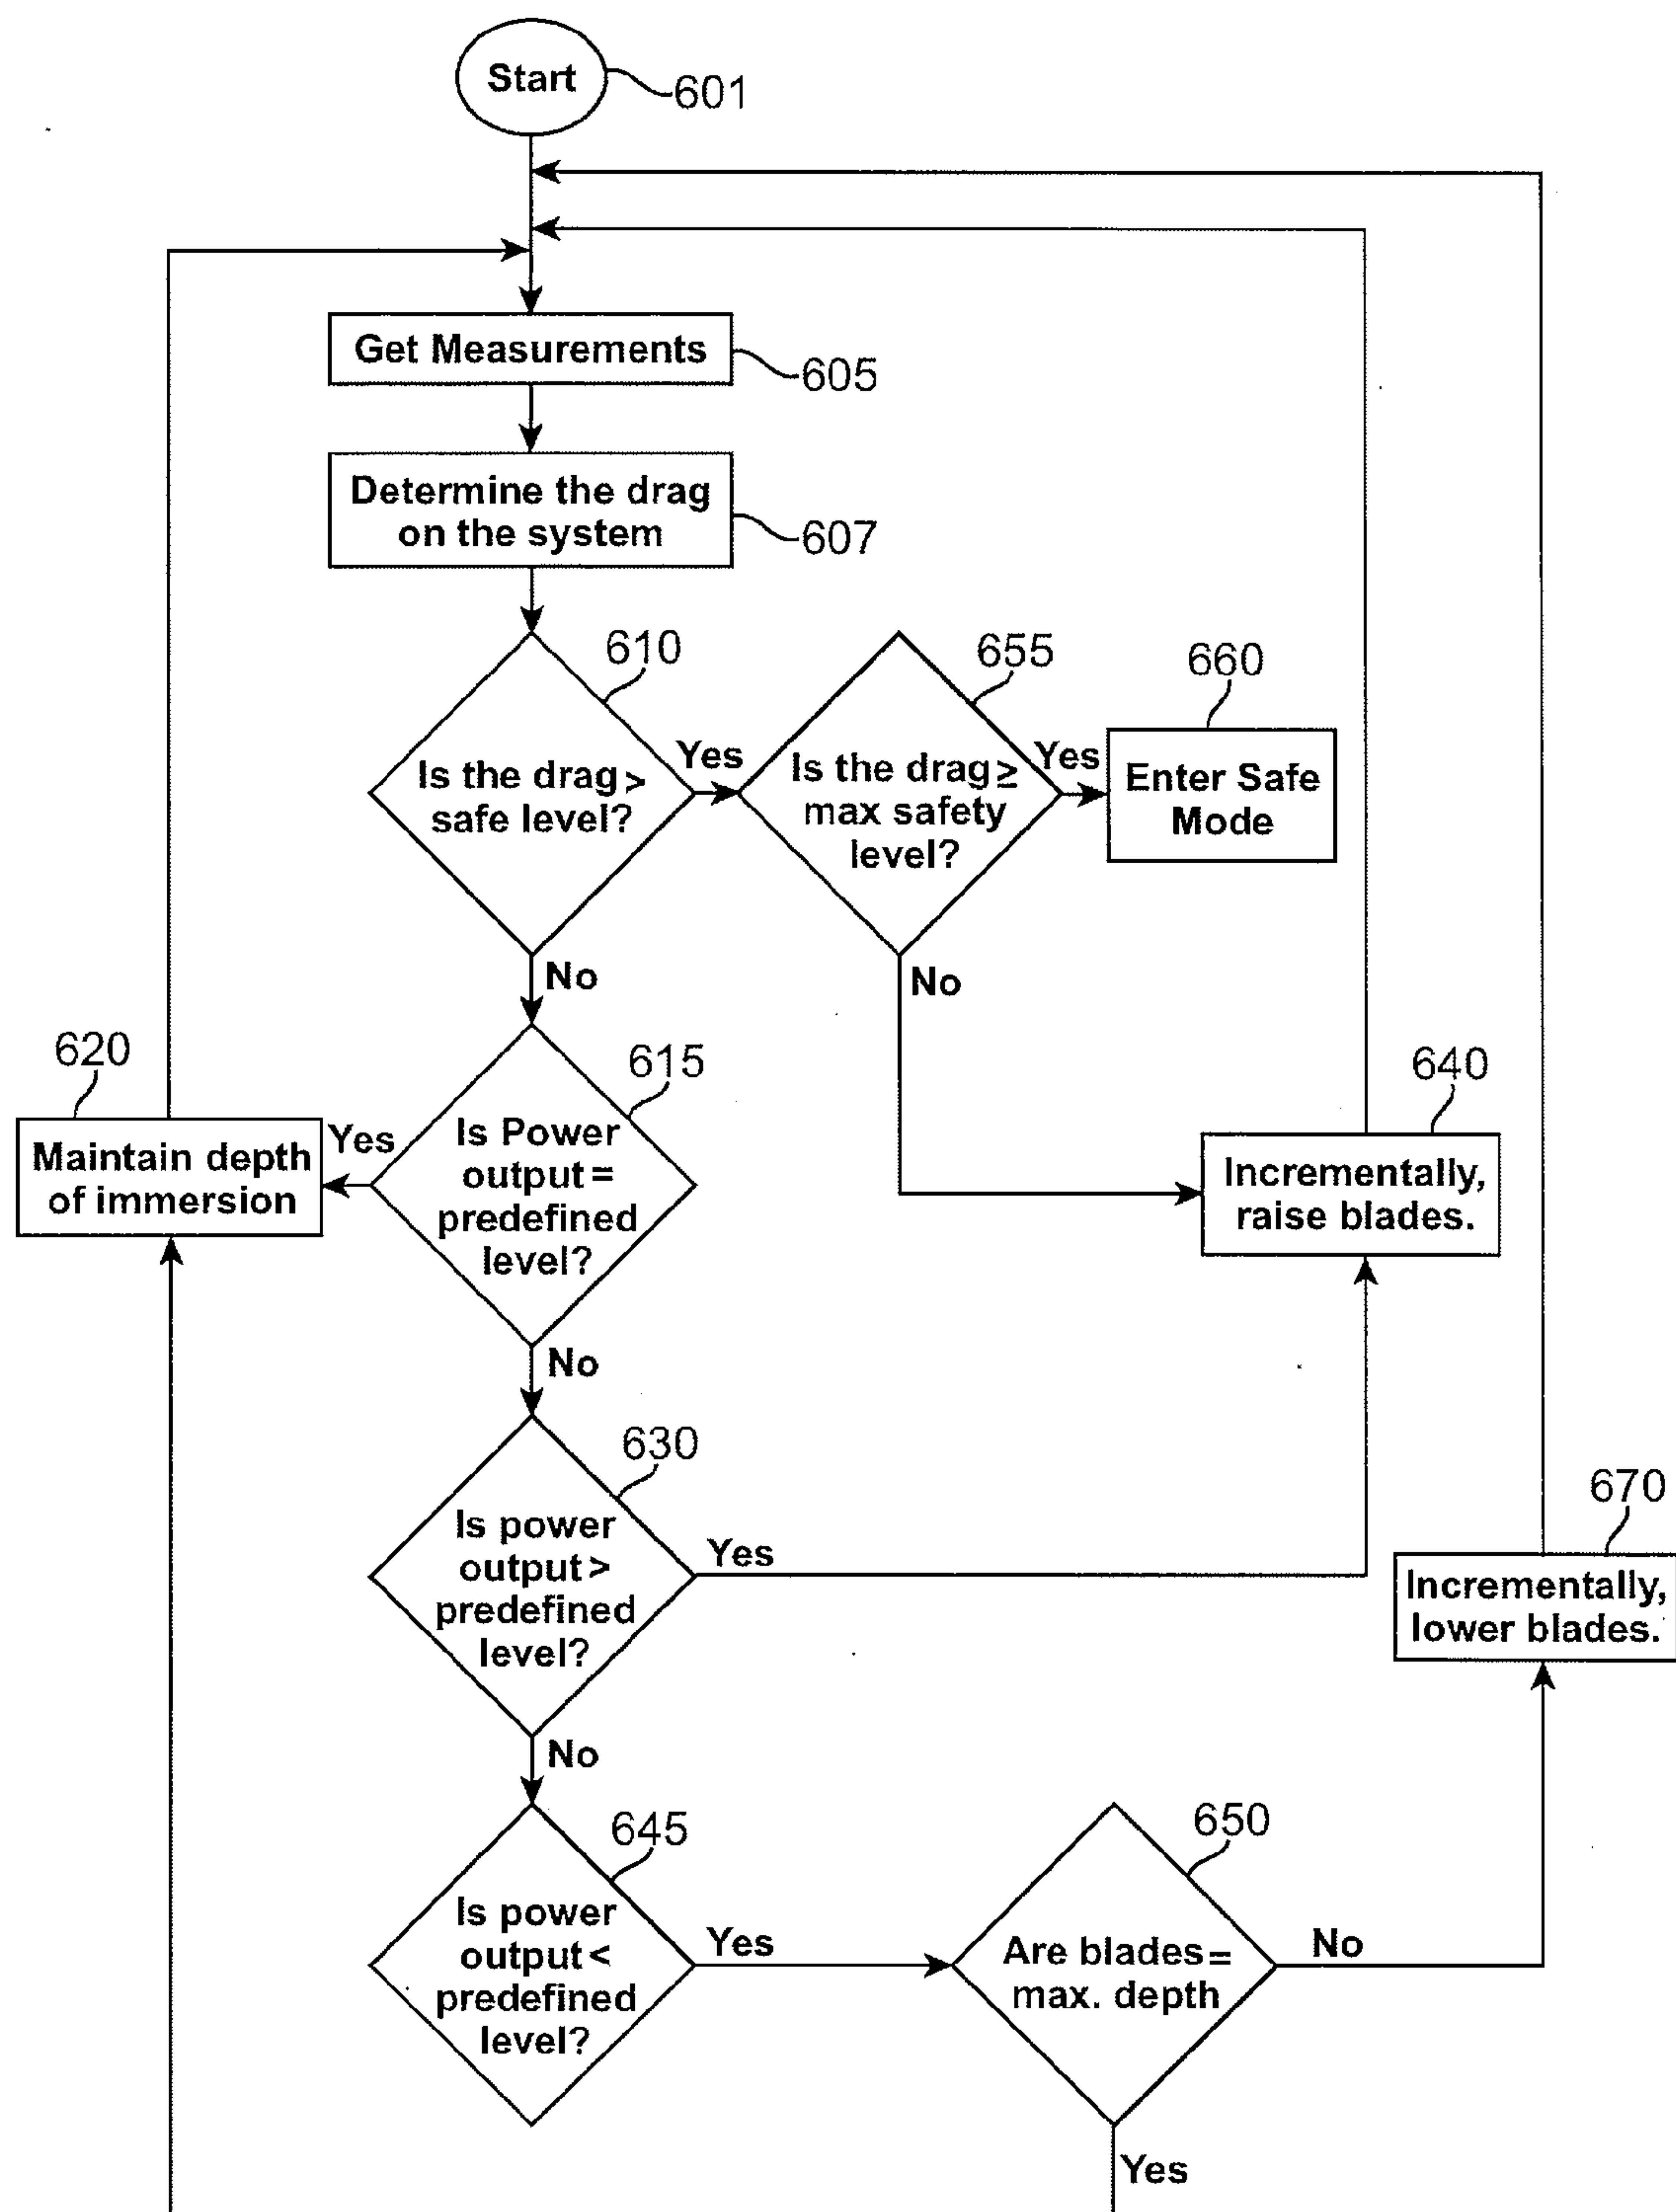 Start
601
Get Measurements
605
Determine the drag
on the system
607
610
Is the drag >
safe level?
Yes
655
Is the drag ≥
max safety
level?
Yes
660
Enter Safe
Mode
No
No
620
Maintain depth
of immersion
Yes
615
Is Power
output =
predefined
level?
640
Incrementally,
raise blades.
No
630
Is power
output >
predefined
level?
Yes
670
Incrementally,
lower blades.
No
645
Is power
output <
predefined
level?
Yes
650
Are blades =
max. depth
No
Yes